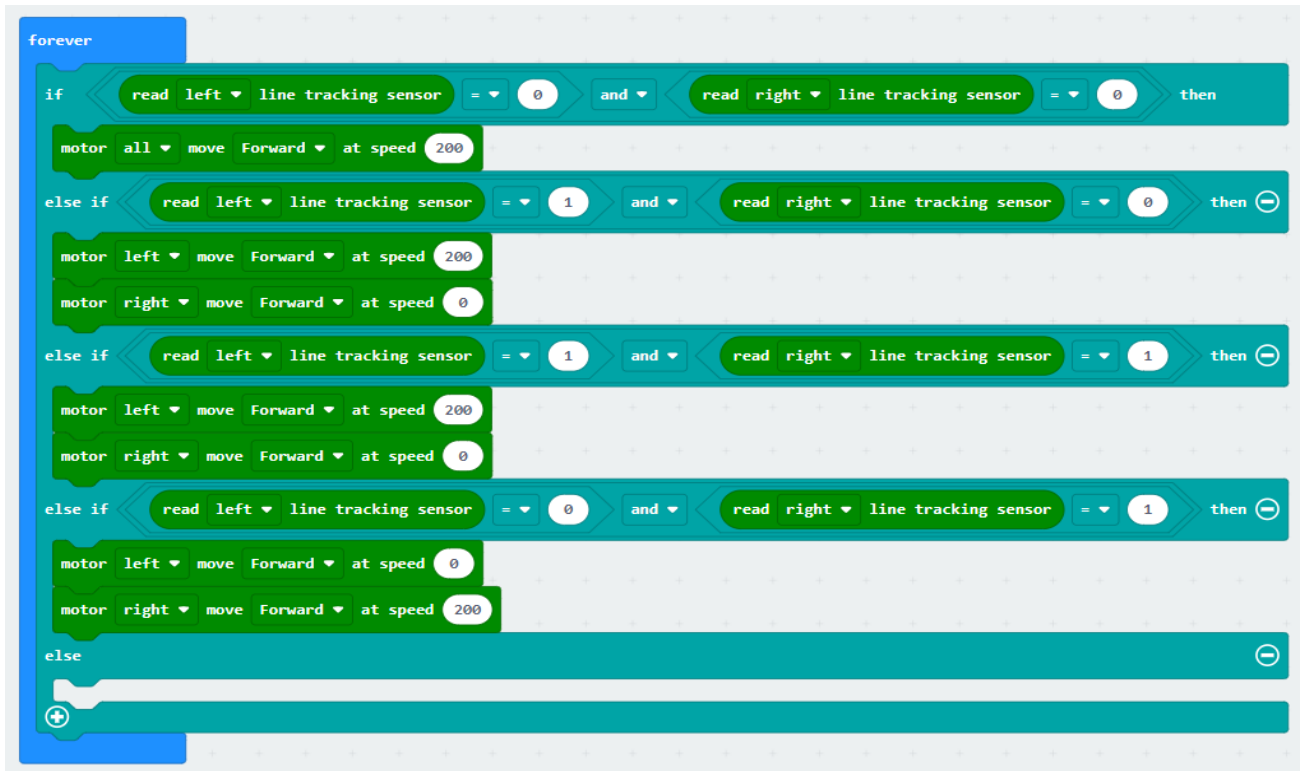 forever
if read left line tracking sensor = 0 and read right line tracking sensor = 0 then
motor all move Forward at speed 200
else if read left line tracking sensor = 1 and read right line tracking sensor = 0 then
motor left move Forward at speed 200
motor right move Forward at speed 0
else if read left line tracking sensor = 1 and read right line tracking sensor = 1 then
motor left move Forward at speed 200
motor right move Forward at speed 0
else if read left line tracking sensor = 0 and read right line tracking sensor = 1 then
motor left move Forward at speed 0
motor right move Forward at speed 200
else